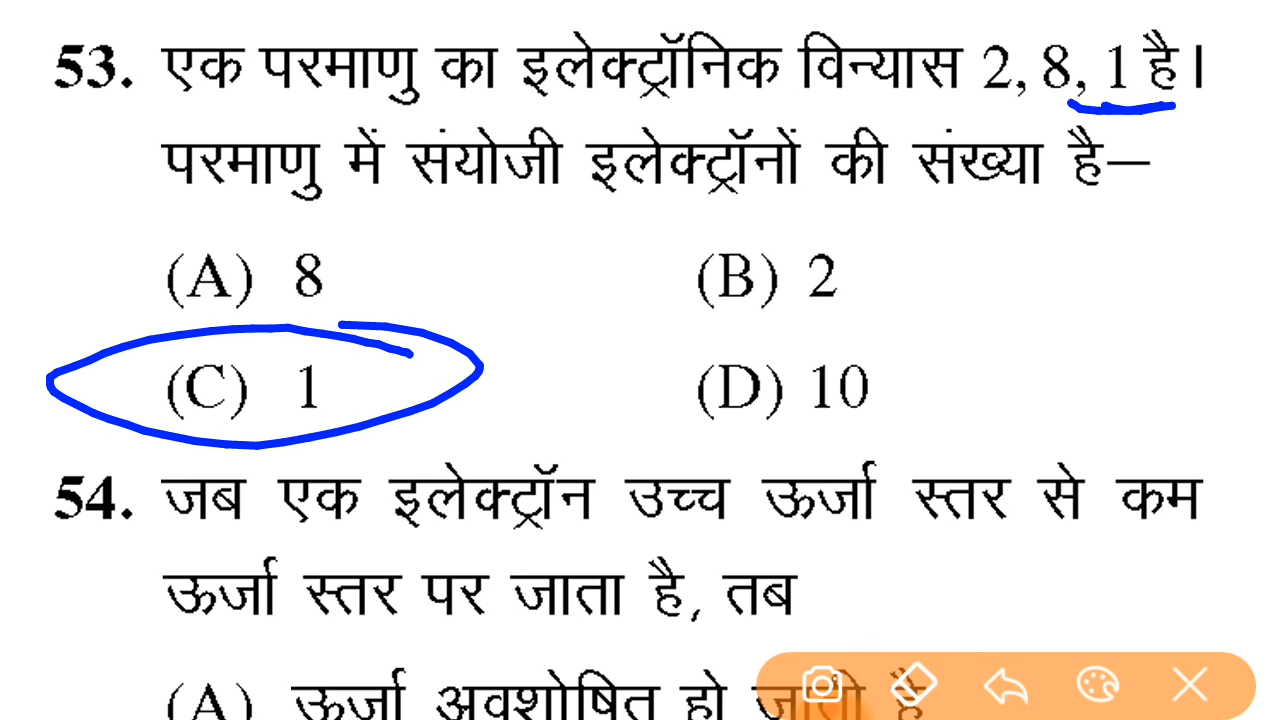 53. एक परमाणु का इलेक्ट्रॉनिक विन्यास 2, 8, 1 है।
परमाणु में संयोजी इलेक्ट्रॉनों की संख्या है—
(A) 8 (B) 2
(C) 1 (D) 10
54. जब एक इलेक्ट्रॉन उच्च ऊर्जा स्तर से कम
ऊर्जा स्तर पर जाता है, तब
(A) ऊर्जा अवशोषित हो जाती है